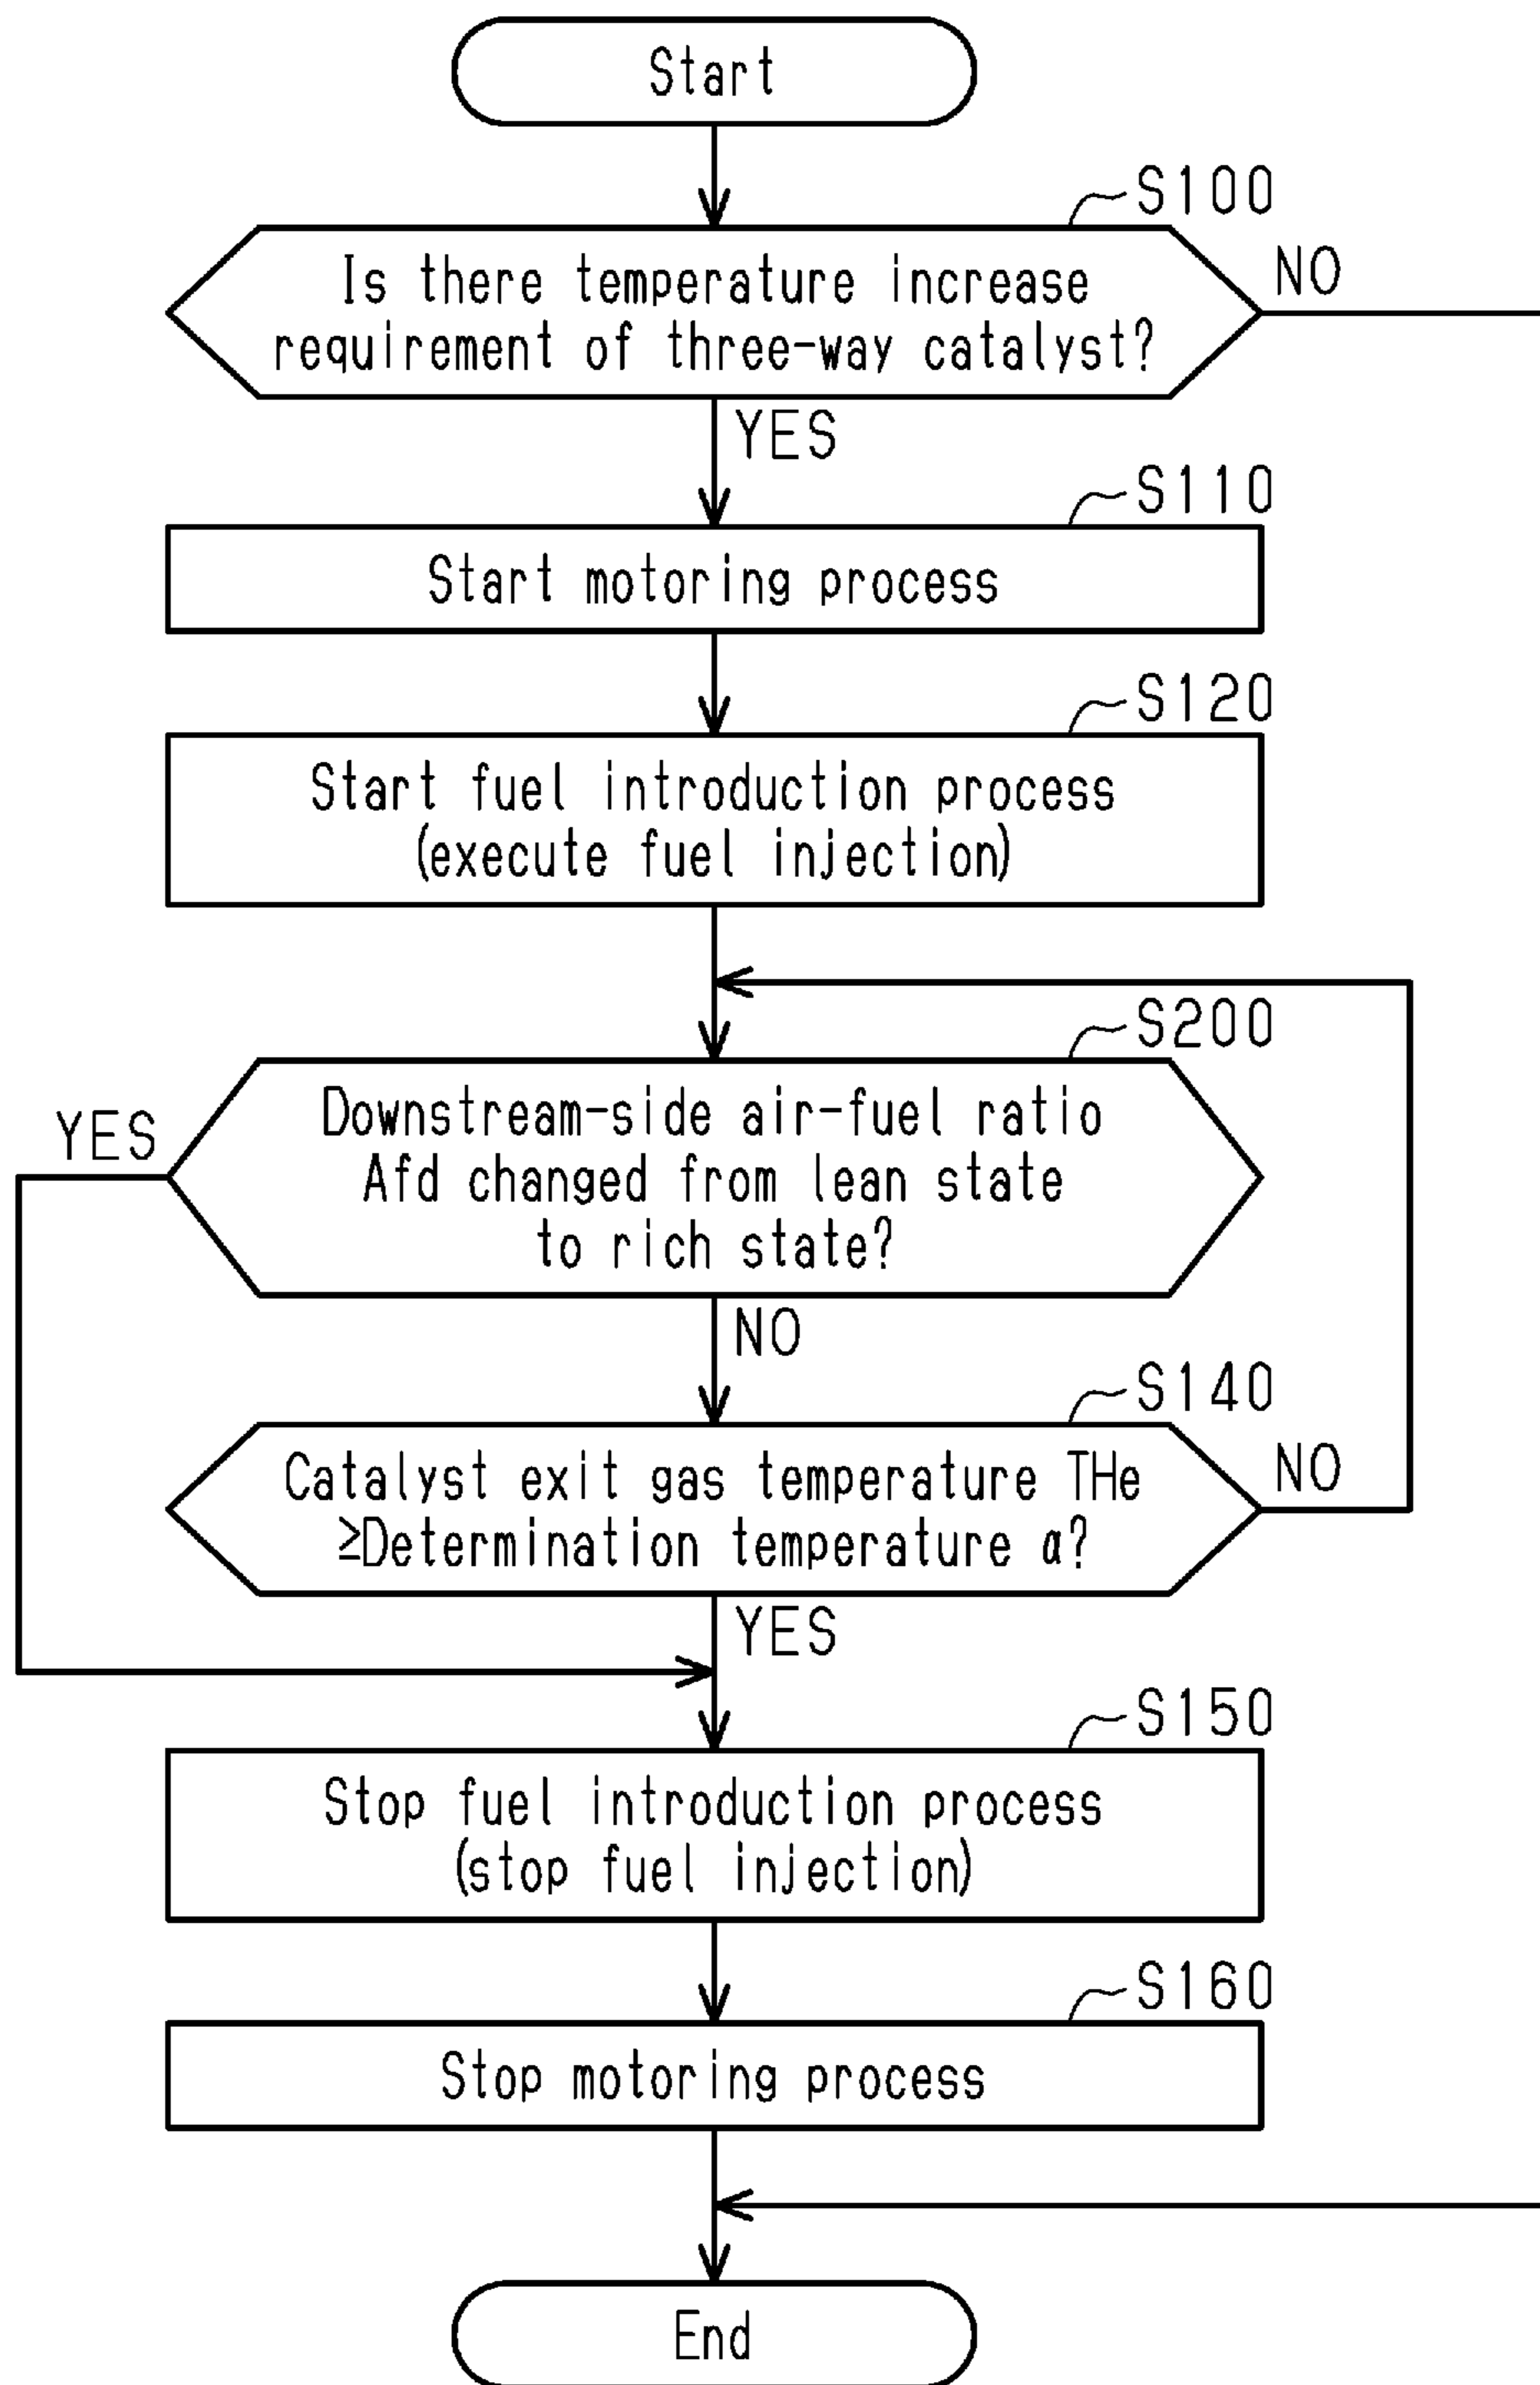 Start
S100
Is there temperature increase
requirement of three-way catalyst?
NO
YES
S110
Start motoring process
S120
Start fuel introduction process
(execute fuel injection)
S200
Downstream-side air-fuel ratio
Afd changed from lean state
to rich state?
YES
NO
S140
Catalyst exit gas temperature THe
≥Determination temperature α?
NO
YES
S150
Stop fuel introduction process
(stop fuel injection)
S160
Stop motoring process
End